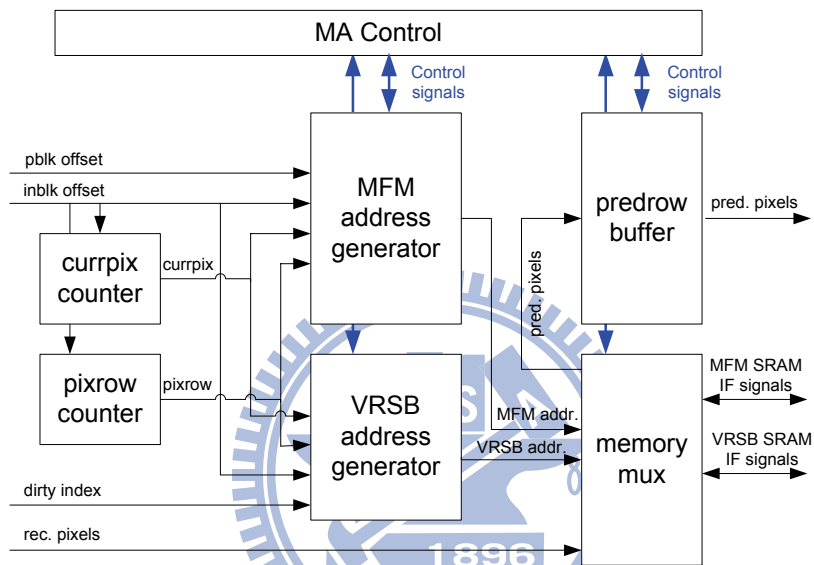 MA Control
Control
signals
Control
signals
pblk offset
inblk offset
MFM
address
generator
predrow
buffer
pred. pixels
currpix
counter
currpix
pred. pixels
pixrow
counter
pixrow
VRSB
address
generator
MFM addr.
VRSB addr.
memory
mux
MFM SRAM
IF signals
VRSB SRAM
IF signals
dirty index
rec. pixels
S
A
1896